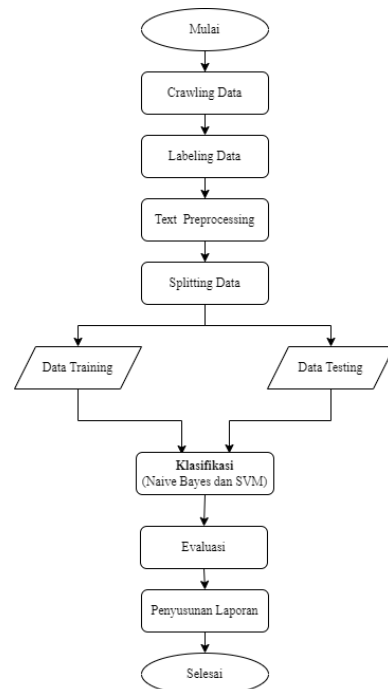 Mulai
Crawling Data
Labeling Data
Text Preprocessing
Splitting Data
Data Training
Data Testing
Klasifikasi
(Naive Bayes dan SVM)
Evaluasi
Penyusunan Laporan
Selesai